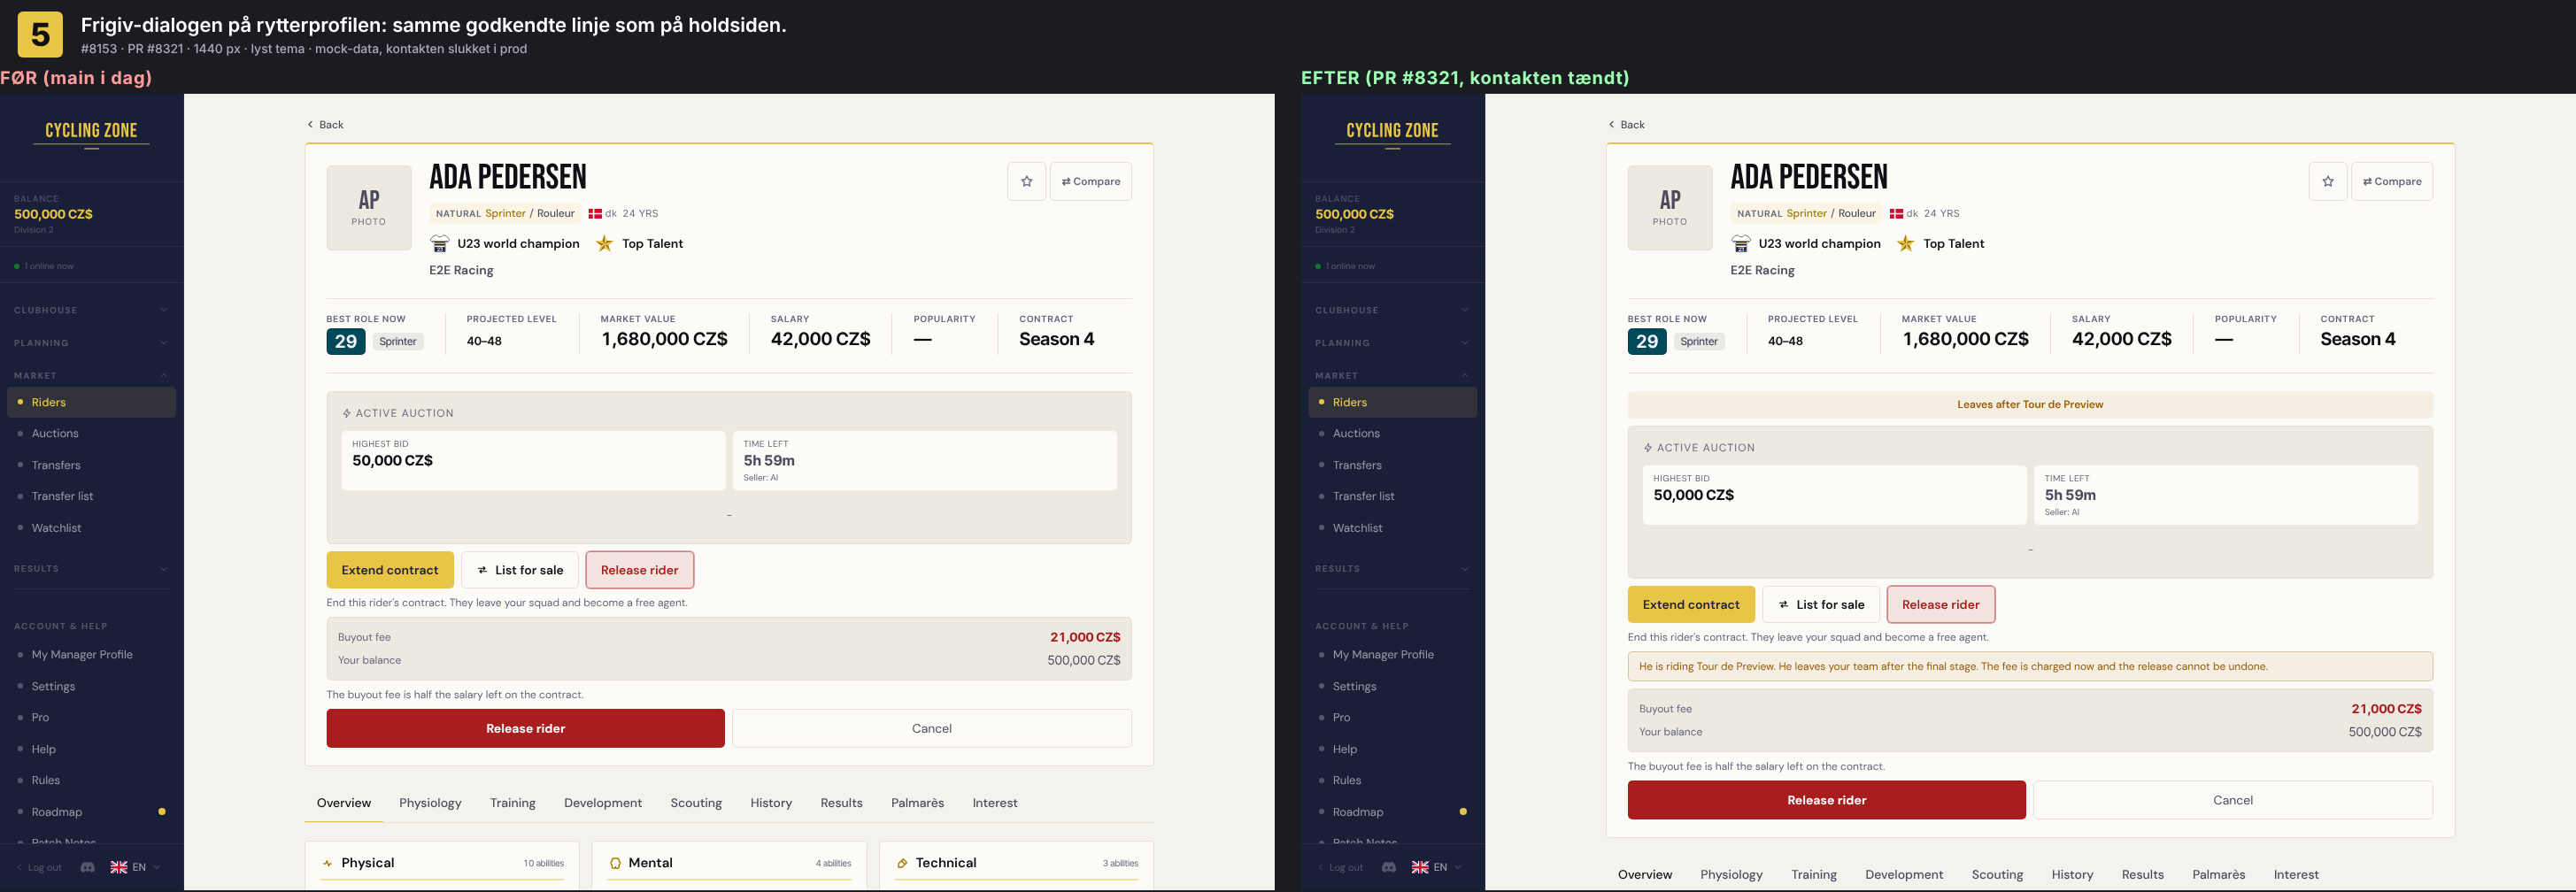 5
Frigiv-dialogen på rytterprofilen: samme godkendte linje som på holdsiden.
#8153 · PR #8321 · 1440 px · lyst tema · mock-data, kontakten slukket i prod
FØR (main i dag)
CYCLING ZONE
BALANCE
500,000 CZ$
Division 2
1 online now
CLUBHOUSE
PLANNING
MARKET
Riders
Auctions
Transfers
Transfer list
Watchlist
RESULTS
ACCOUNT & HELP
My Manager Profile
Settings
Pro
Help
Rules
Roadmap
Patch Notes
Log out
EN
Back
AP
PHOTO
ADA PEDERSEN
NATURAL Sprinter / Rouleur dk 24 YRS
U23 world champion Top Talent
E2E Racing
Compare
BEST ROLE NOW
29 Sprinter
PROJECTED LEVEL
40–48
MARKET VALUE
1,680,000 CZ$
SALARY
42,000 CZ$
POPULARITY
—
CONTRACT
Season 4
ACTIVE AUCTION
HIGHEST BID
50,000 CZ$
TIME LEFT
5h 59m
Seller: AI
–
Extend contract
List for sale
Release rider
End this rider's contract. They leave your squad and become a free agent.
Buyout fee 21,000 CZ$
Your balance 500,000 CZ$
The buyout fee is half the salary left on the contract.
Release rider
Cancel
Overview Physiology Training Development Scouting History Results Palmarès Interest
Physical 10 abilities
Mental 4 abilities
Technical 3 abilities
EFTER (PR #8321, kontakten tændt)
CYCLING ZONE
BALANCE
500,000 CZ$
Division 2
1 online now
CLUBHOUSE
PLANNING
MARKET
Riders
Auctions
Transfers
Transfer list
Watchlist
RESULTS
ACCOUNT & HELP
My Manager Profile
Settings
Pro
Help
Rules
Roadmap
Patch Notes
Log out
EN
Back
AP
PHOTO
ADA PEDERSEN
NATURAL Sprinter / Rouleur dk 24 YRS
U23 world champion Top Talent
E2E Racing
Compare
BEST ROLE NOW
29 Sprinter
PROJECTED LEVEL
40–48
MARKET VALUE
1,680,000 CZ$
SALARY
42,000 CZ$
POPULARITY
—
CONTRACT
Season 4
Leaves after Tour de Preview
ACTIVE AUCTION
HIGHEST BID
50,000 CZ$
TIME LEFT
5h 59m
Seller: AI
–
Extend contract
List for sale
Release rider
End this rider's contract. They leave your squad and become a free agent.
He is riding Tour de Preview. He leaves your team after the final stage. The fee is charged now and the release cannot be undone.
Buyout fee 21,000 CZ$
Your balance 500,000 CZ$
The buyout fee is half the salary left on the contract.
Release rider
Cancel
Overview Physiology Training Development Scouting History Results Palmarès Interest